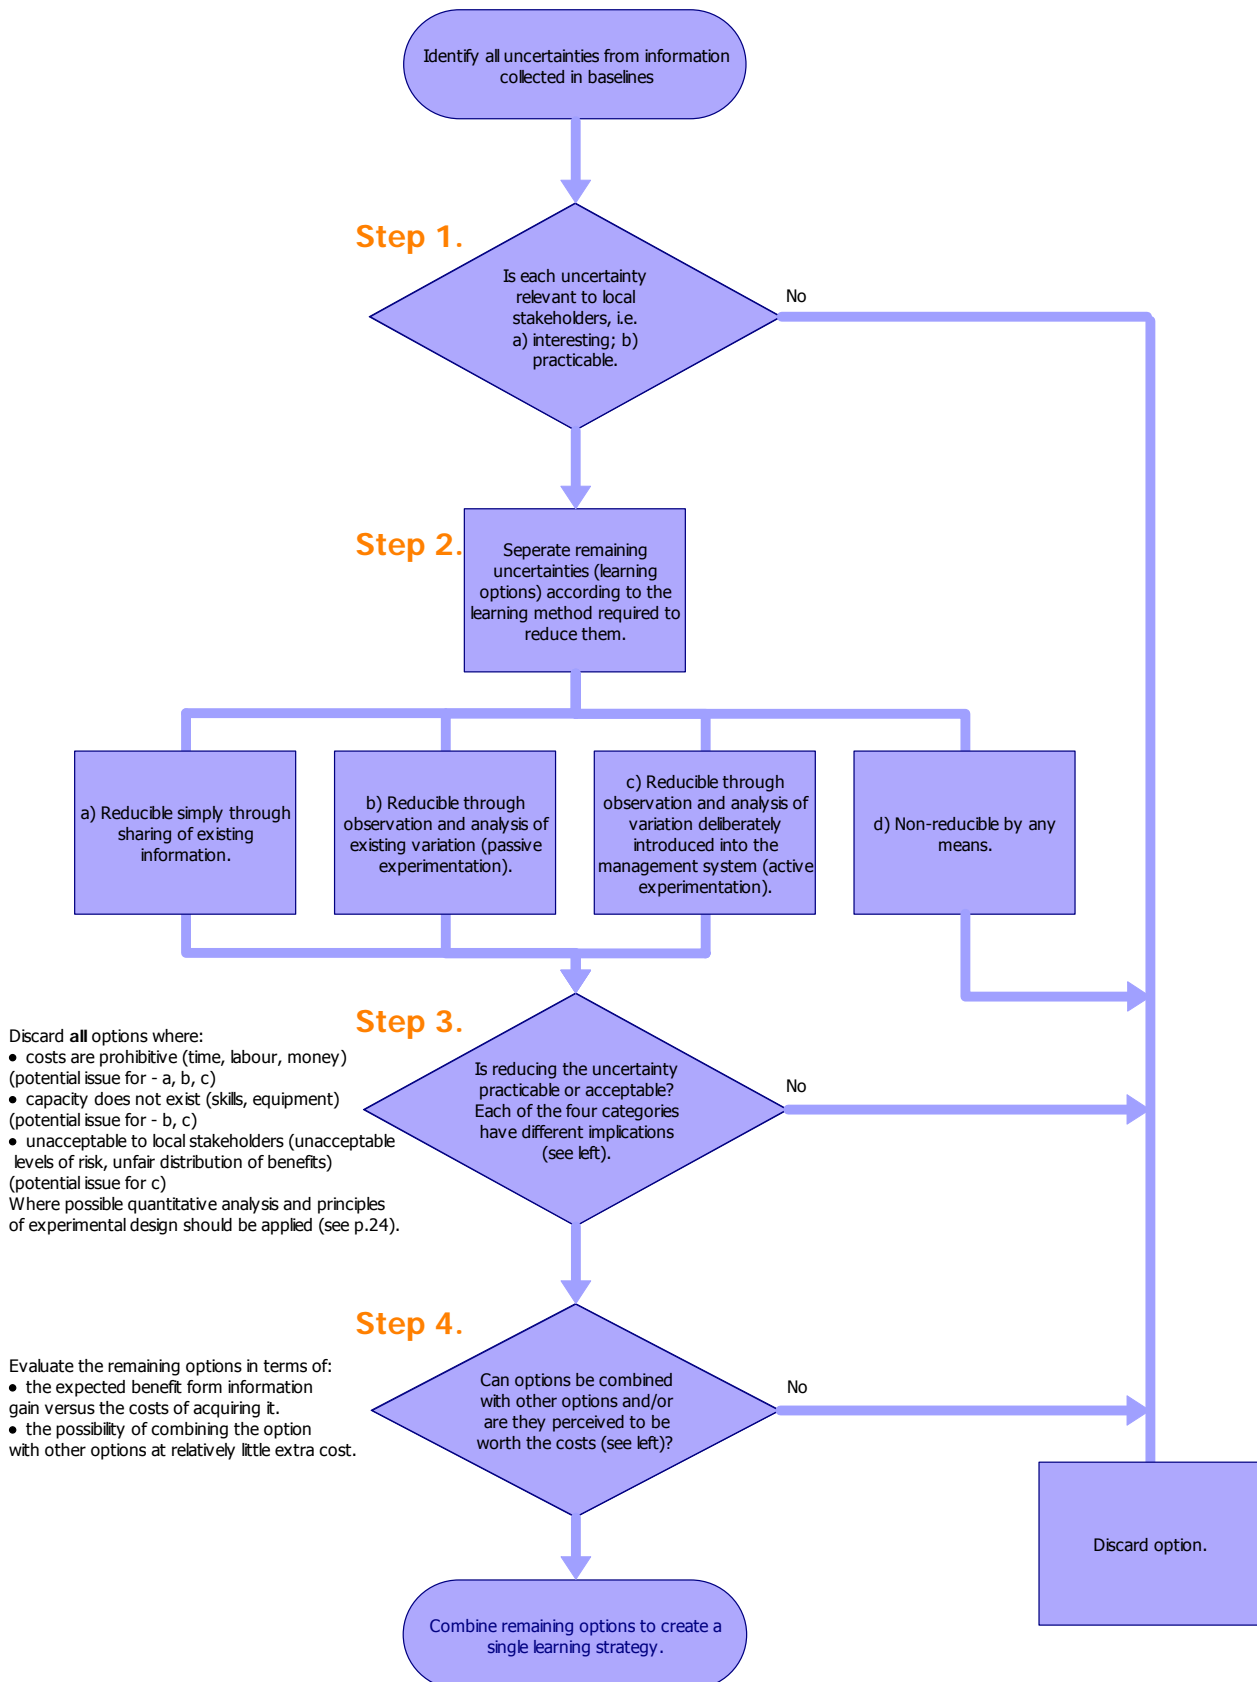 Identify all uncertainties from information
collected in baselines
Step 1.
Is each uncertainty
relevant to local
stakeholders, i.e.
a) interesting; b)
practicable.
No
Step 2.
Seperate remaining
uncertainties (learning
options) according to the
learning method required to
reduce them.
a) Reducible simply through
sharing of existing
information.
b) Reducible through
observation and analysis of
existing variation (passive
experimentation).
c) Reducible through
observation and analysis of
variation deliberately
introduced into the
management system (active
experimentation).
d) Non-reducible by any
means.
Step 3.
Discard all options where:
• costs are prohibitive (time, labour, money)
(potential issue for - a, b, c)
• capacity does not exist (skills, equipment)
(potential issue for - b, c)
• unacceptable to local stakeholders (unacceptable
levels of risk, unfair distribution of benefits)
(potential issue for c)
Where possible quantitative analysis and principles
of experimental design should be applied (see p.24).
Is reducing the uncertainty
practicable or acceptable?
Each of the four categories
have different implications
(see left).
No
Step 4.
Evaluate the remaining options in terms of:
• the expected benefit form information
gain versus the costs of acquiring it.
• the possibility of combining the option
with other options at relatively little extra cost.
Can options be combined
with other options and/or
are they perceived to be
worth the costs (see left)?
No
Discard option.
Combine remaining options to create a
single learning strategy.